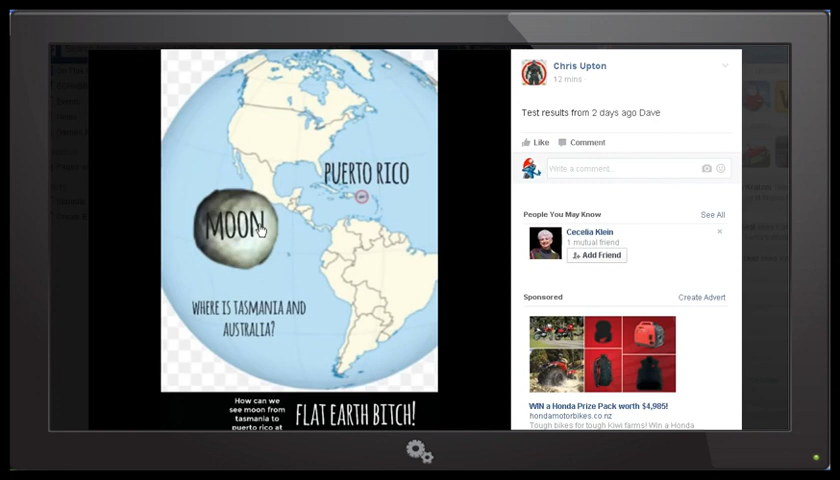 PUERTO RICO
MOON
WHERE IS TASMANIA AND
AUSTRALIA?
How can we
see moon from
tasmania to
puerto rico at
FLAT EARTH BITCH!
Chris Upton
12 mins ·
Test results from 2 days ago Dave
Like
Comment
Write a comment...
People You May Know
See All
Cecelia Klein
1 mutual friend
Add Friend
Sponsored
Create Advert
WIN a Honda Prize Pack worth $4,985!
hondamotorbikes.co.nz
Tough bikes for tough Kiwi farms! Win a Honda